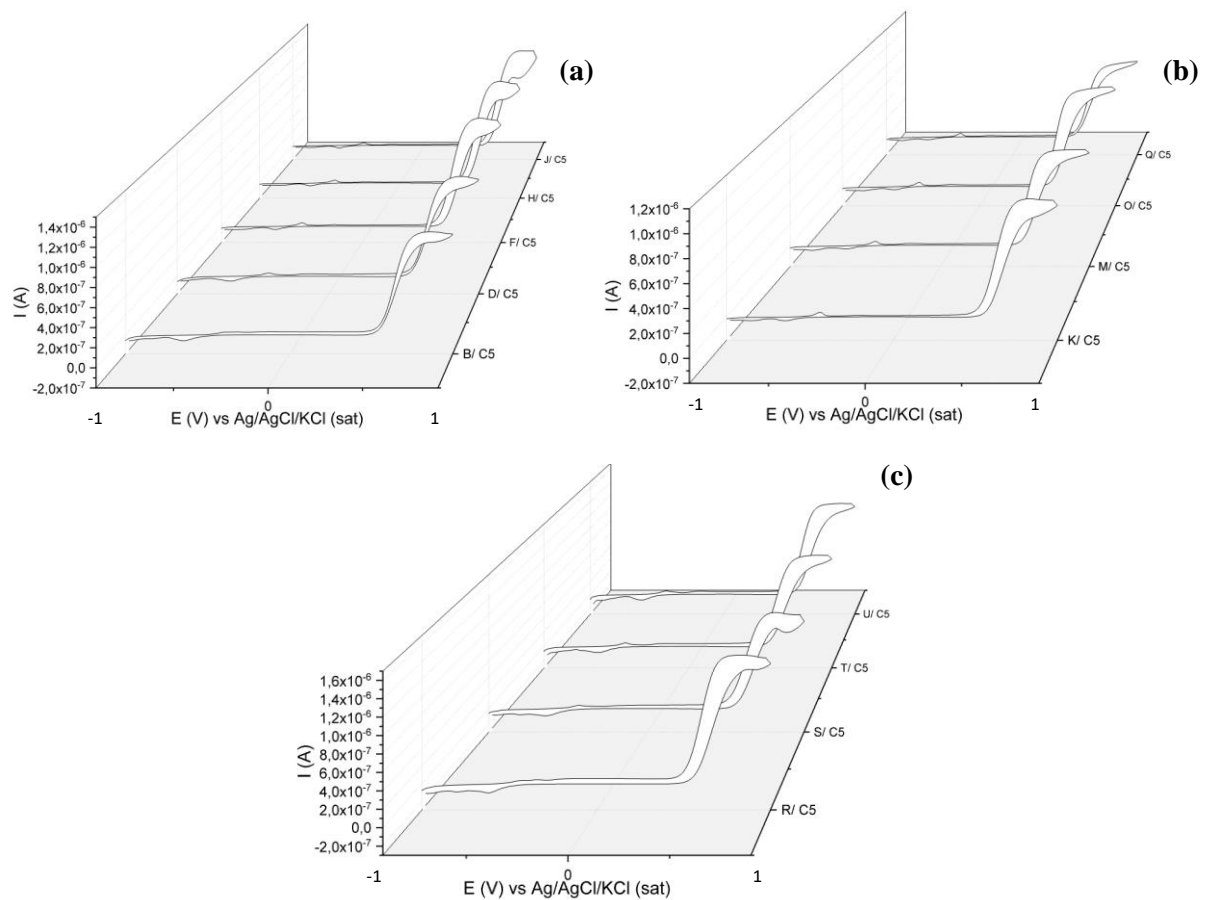 (a)
J/ C5
H/ C5
F/ C5
D/ C5
B/ C5
1,4x10⁻⁶
1,2x10⁻⁶
1,0x10⁻⁶
8,0x10⁻⁷
6,0x10⁻⁷
4,0x10⁻⁷
2,0x10⁻⁷
0,0
-2,0x10⁻⁷
I (A)
-1
0
1
E (V) vs Ag/AgCl/KCl (sat)
(b)
Q/ C5
O/ C5
M/ C5
K/ C5
1,2x10⁻⁶
1,0x10⁻⁶
8,0x10⁻⁷
6,0x10⁻⁷
4,0x10⁻⁷
2,0x10⁻⁷
0,0
-2,0x10⁻⁷
I (A)
-1
0
1
E (V) vs Ag/AgCl/KCl (sat)
(c)
U/ C5
T/ C5
S/ C5
R/ C5
1,6x10⁻⁶
1,4x10⁻⁶
1,2x10⁻⁶
1,0x10⁻⁶
8,0x10⁻⁷
6,0x10⁻⁷
4,0x10⁻⁷
2,0x10⁻⁷
0,0
-2,0x10⁻⁷
I (A)
-1
0
1
E (V) vs Ag/AgCl/KCl (sat)